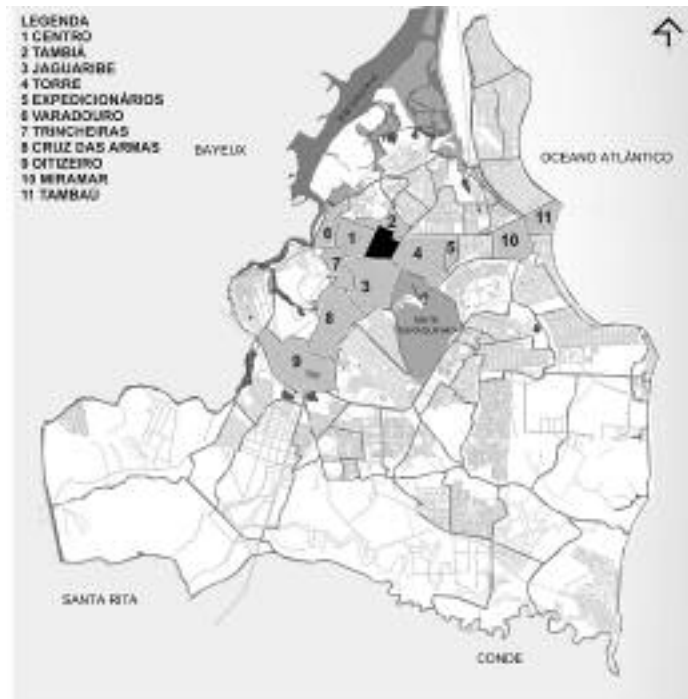 LEGENDA
1 CENTRO
2 TAMBIÁ
3 JAGUARIBE
4 TORRE
5 EXPEDICIONÁRIOS
6 VARADOURO
7 TRINCHEIRAS
8 CRUZ DAS ARMAS
9 OITIZEIRO
10 MIRAMAR
11 TAMBAÚ
BAYEUX
OCEANO ATLÂNTICO
2
11
6
1
4
5
10
7
3
8
9
SANTA RITA
CONDE